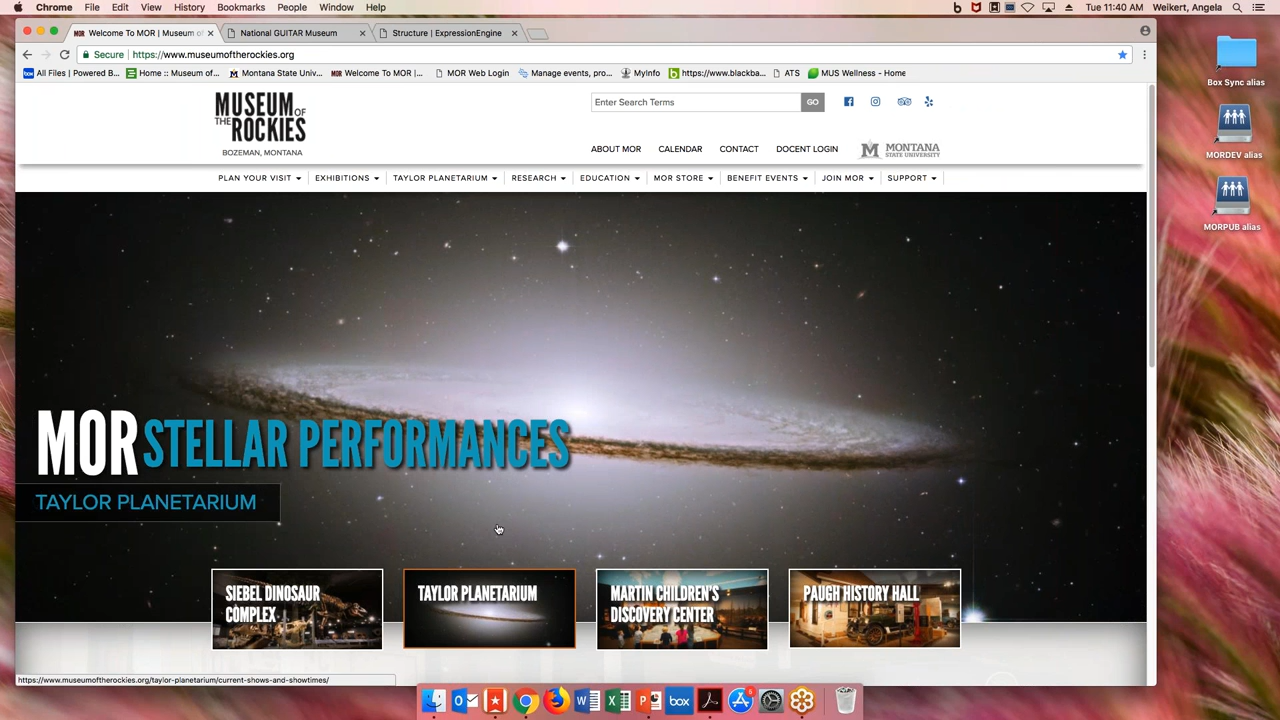 Chrome File Edit View History Bookmarks People Window Help Tue 11:40 AM Weikert, Angela
MOR Welcome To MOR | Museum of × National GUITAR Museum × Structure | ExpressionEngine ×
Secure | https://www.museumoftherockies.org
box All Files | Powered B... Home :: Museum of... M Montana State Univ... MOR Welcome To MOR |... MOR Web Login Manage events, pro... MyInfo b https://www.blackba... ATS MUS Wellness - Home
Box Sync alias
MORDEV alias
MORPUB alias
MUSEUM OF
THE ROCKIES
BOZEMAN, MONTANA
Enter Search Terms GO
ABOUT MOR CALENDAR CONTACT DOCENT LOGIN M MONTANA
STATE UNIVERSITY
PLAN YOUR VISIT EXHIBITIONS TAYLOR PLANETARIUM RESEARCH EDUCATION MOR STORE BENEFIT EVENTS JOIN MOR SUPPORT
MOR STELLAR PERFORMANCES
TAYLOR PLANETARIUM
SIEBEL DINOSAUR
COMPLEX
TAYLOR PLANETARIUM
MARTIN CHILDREN'S
DISCOVERY CENTER
PAUGH HISTORY HALL
https://www.museumoftherockies.org/taylor-planetarium/current-shows-and-showtimes/
box